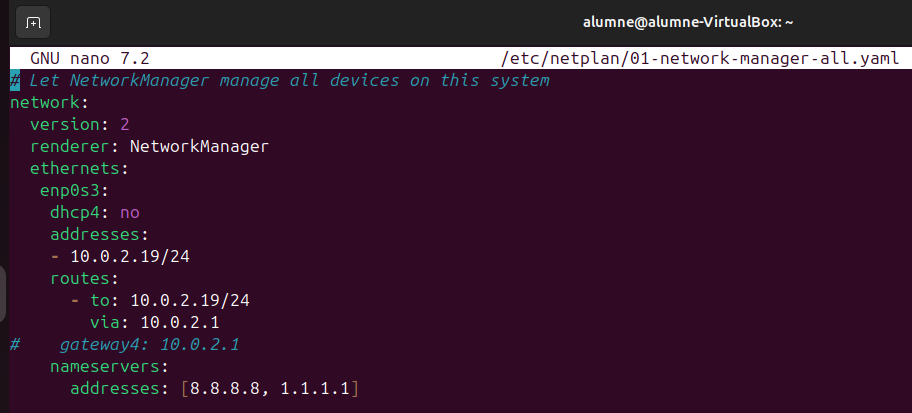 alumne@alumne-VirtualBox: ~
GNU nano 7.2 /etc/netplan/01-network-manager-all.yaml
# Let NetworkManager manage all devices on this system
network:
  version: 2
  renderer: NetworkManager
  ethernets:
   enp0s3:
    dhcp4: no
    addresses:
    - 10.0.2.19/24
    routes:
      - to: 10.0.2.19/24
        via: 10.0.2.1
#    gateway4: 10.0.2.1
    nameservers:
      addresses: [8.8.8.8, 1.1.1.1]